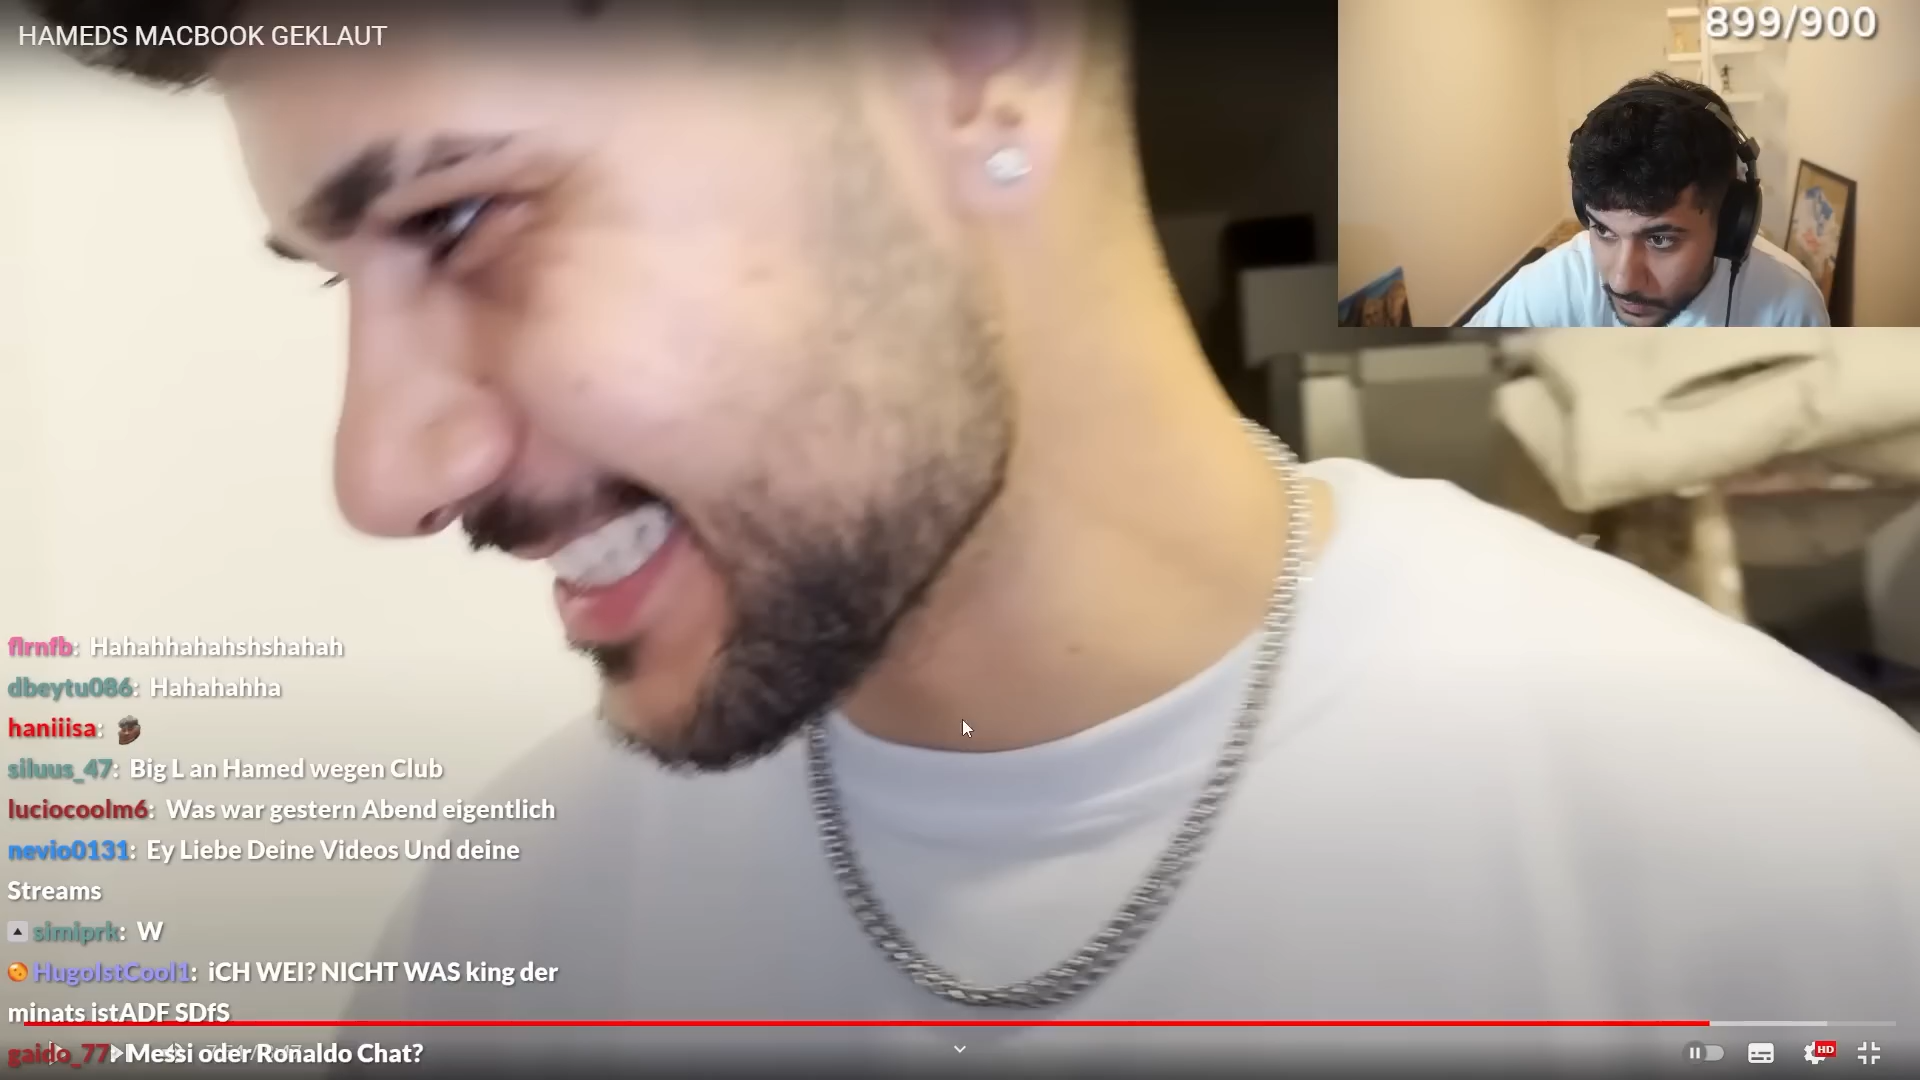 HAMEDS MACBOOK GEKLAUT
899/900
flrnfb: Hahahhahahshshahah
dbeytu086: Hahahahha
haniiisa:
siluus_47: Big L an Hamed wegen Club
luciocoolm6: Was war gestern Abend eigentlich
nevio0131: Ey Liebe Deine Videos Und deine
Streams
simiprk: W
HugoIstCool1: iCH WEI? NICHT WAS king der
minats istADF SDfS
gaido_77: Messi oder Ronaldo Chat?
HD